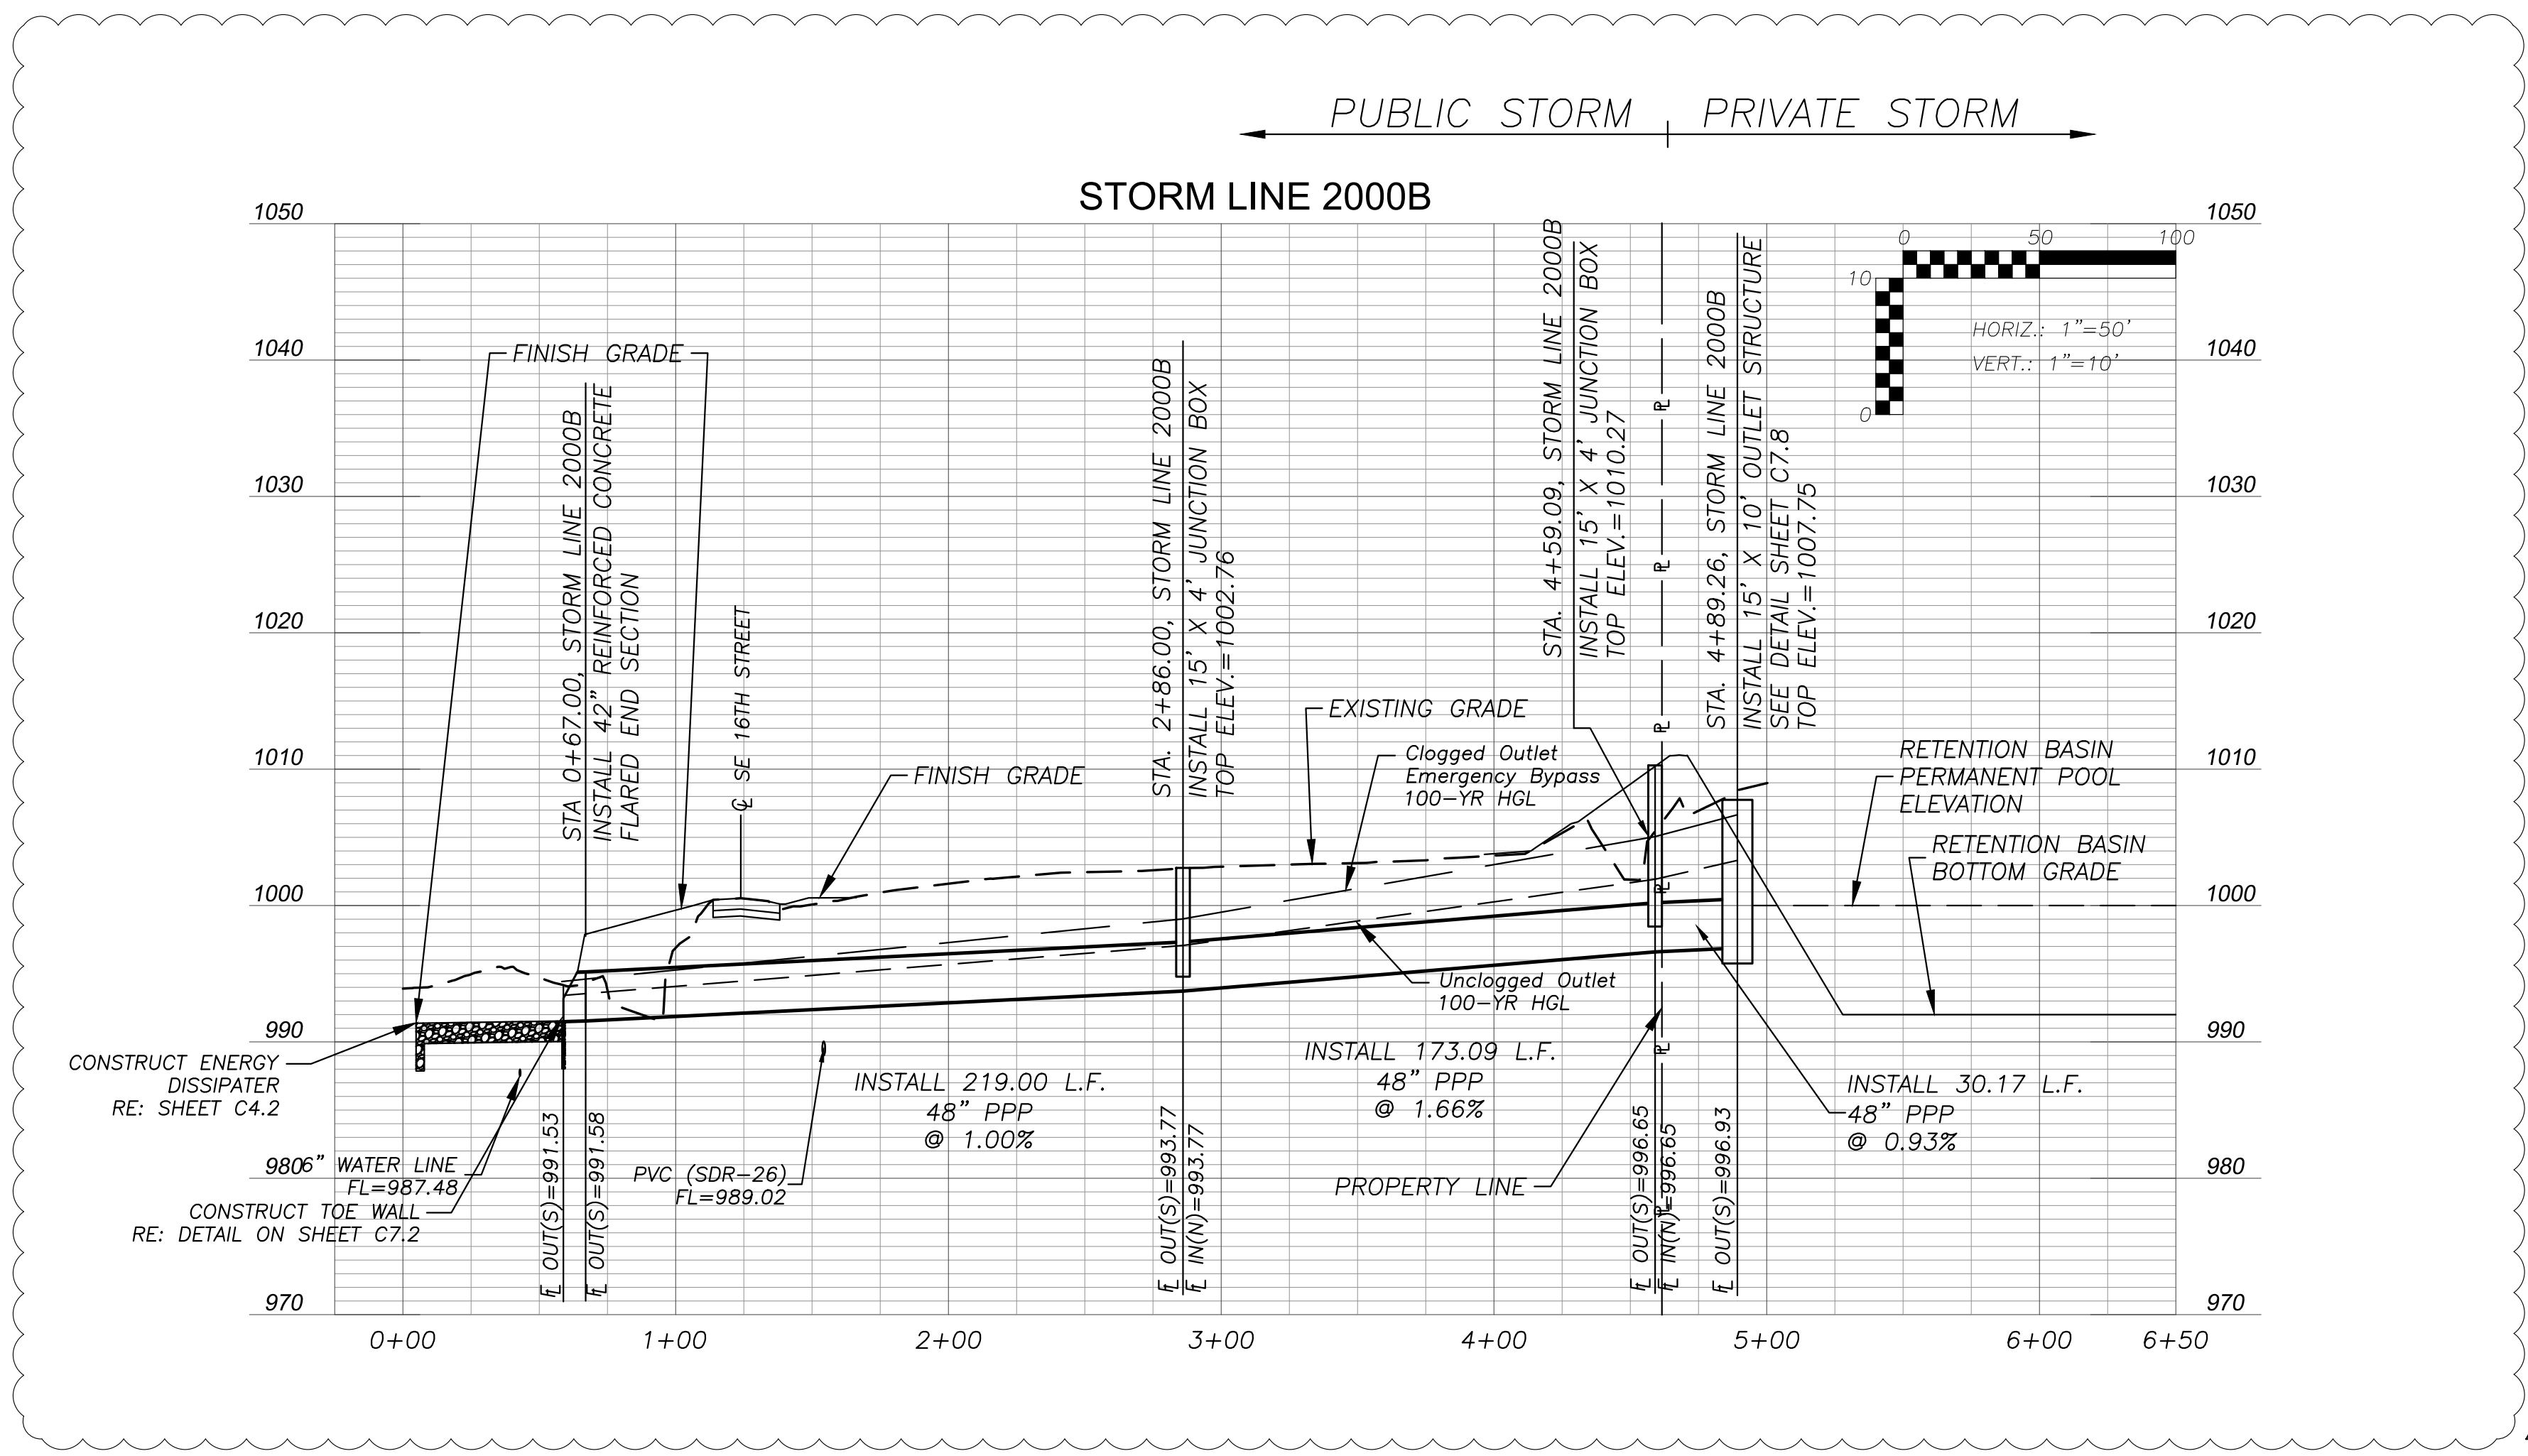 PUBLIC STORM
PRIVATE STORM
STORM LINE 2000B
1050
1040
1030
1020
1010
1000
990
980
970
1050
1040
1030
1020
1010
1000
990
980
970
0
50
100
10
0
HORIZ.: 1"=50'
VERT.: 1"=10'
FINISH GRADE
STA 0+67.00, STORM LINE 2000B
INSTALL 42" REINFORCED CONCRETE
FLARED END SECTION
℄ SE 16TH STREET
FINISH GRADE
STA. 2+86.00, STORM LINE 2000B
INSTALL 15' X 4' JUNCTION BOX
TOP ELEV.=1002.76
EXISTING GRADE
Clogged Outlet
Emergency Bypass
100-YR HGL
STA. 4+59.09, STORM LINE 2000B
INSTALL 15' X 4' JUNCTION BOX
TOP ELEV.=1010.27
PL
PL
PL
PL
PL
PL
STA. 4+89.26, STORM LINE 2000B
INSTALL 15' X 10' OUTLET STRUCTURE
SEE DETAIL SHEET C7.8
TOP ELEV.=1007.75
RETENTION BASIN
PERMANENT POOL
ELEVATION
RETENTION BASIN
BOTTOM GRADE
Unclogged Outlet
100-YR HGL
CONSTRUCT ENERGY
DISSIPATER
RE: SHEET C4.2
6" WATER LINE
FL=987.48
CONSTRUCT TOE WALL
RE: DETAIL ON SHEET C7.2
FL OUT(S)=991.53
FL OUT(S)=991.58
PVC (SDR-26)
FL=989.02
INSTALL 219.00 L.F.
48" PPP
@ 1.00%
FL OUT(S)=993.77
FL IN(N)=993.77
INSTALL 173.09 L.F.
48" PPP
@ 1.66%
PROPERTY LINE
FL OUT(S)=996.65
FL IN(N)=996.65
FL OUT(S)=996.93
INSTALL 30.17 L.F.
48" PPP
@ 0.93%
0+00
1+00
2+00
3+00
4+00
5+00
6+00
6+50